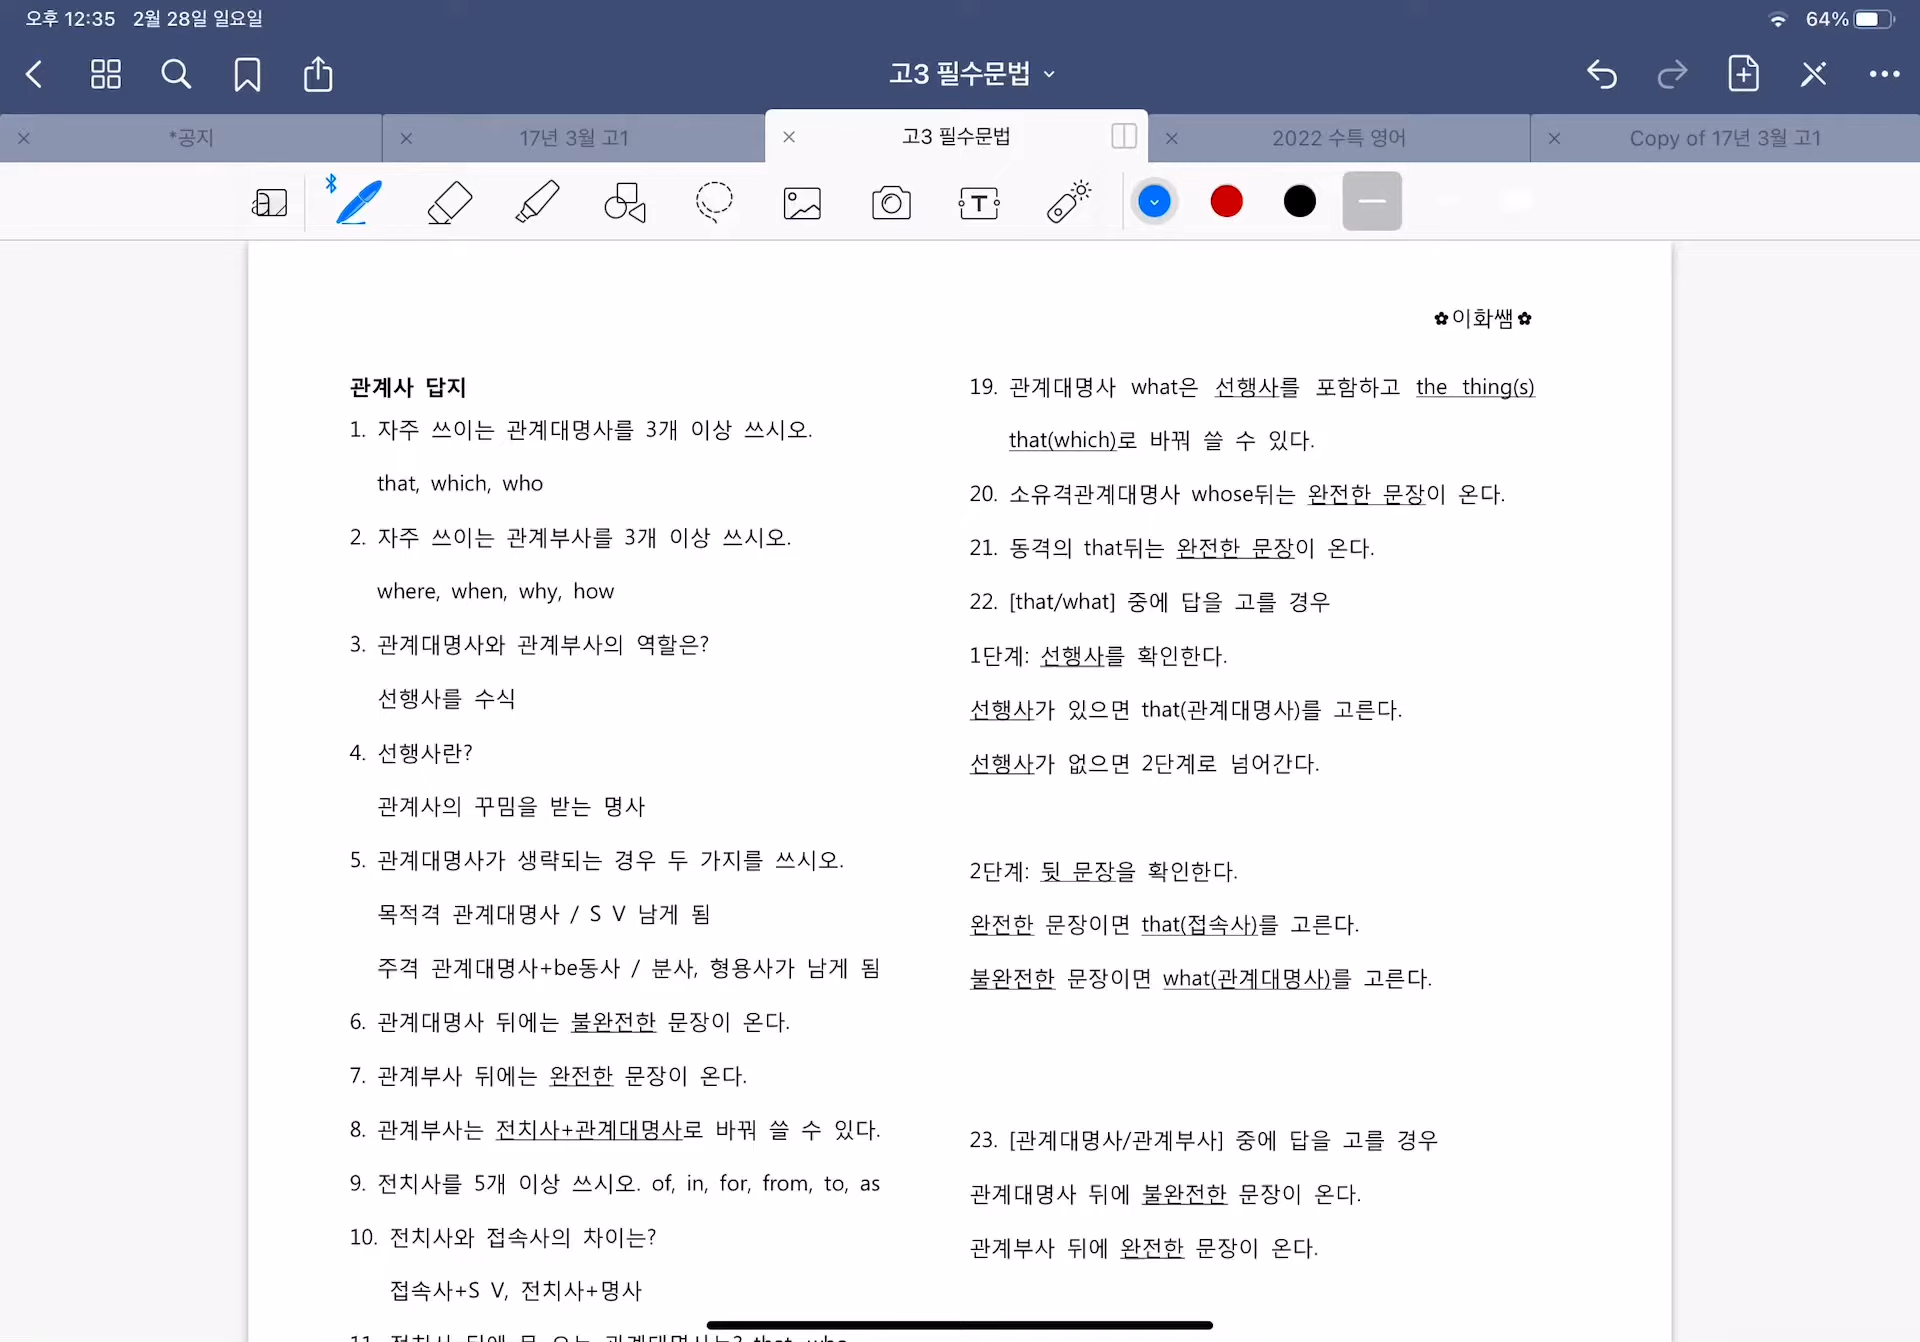 오후 12:35 2월 28일 일요일
64%
고3 필수문법
*공지
17년 3월 고1
고3 필수문법
2022 수특 영어
Copy of 17년 3월 고1
✿이화쌤✿
관계사 답지
1. 자주 쓰이는 관계대명사를 3개 이상 쓰시오.
that, which, who
2. 자주 쓰이는 관계부사를 3개 이상 쓰시오.
where, when, why, how
3. 관계대명사와 관계부사의 역할은?
선행사를 수식
4. 선행사란?
관계사의 꾸밈을 받는 명사
5. 관계대명사가 생략되는 경우 두 가지를 쓰시오.
목적격 관계대명사 / S V 남게 됨
주격 관계대명사+be동사 / 분사, 형용사가 남게 됨
6. 관계대명사 뒤에는 불완전한 문장이 온다.
7. 관계부사 뒤에는 완전한 문장이 온다.
8. 관계부사는 전치사+관계대명사로 바꿔 쓸 수 있다.
9. 전치사를 5개 이상 쓰시오. of, in, for, from, to, as
10. 전치사와 접속사의 차이는?
접속사+S V, 전치사+명사
11. 전치사 뒤에 못 오는 관계대명사는? that, who
19. 관계대명사 what은 선행사를 포함하고 the thing(s)
that(which)로 바꿔 쓸 수 있다.
20. 소유격관계대명사 whose뒤는 완전한 문장이 온다.
21. 동격의 that뒤는 완전한 문장이 온다.
22. [that/what] 중에 답을 고를 경우
1단계: 선행사를 확인한다.
선행사가 있으면 that(관계대명사)를 고른다.
선행사가 없으면 2단계로 넘어간다.
2단계: 뒷 문장을 확인한다.
완전한 문장이면 that(접속사)를 고른다.
불완전한 문장이면 what(관계대명사)를 고른다.
23. [관계대명사/관계부사] 중에 답을 고를 경우
관계대명사 뒤에 불완전한 문장이 온다.
관계부사 뒤에 완전한 문장이 온다.